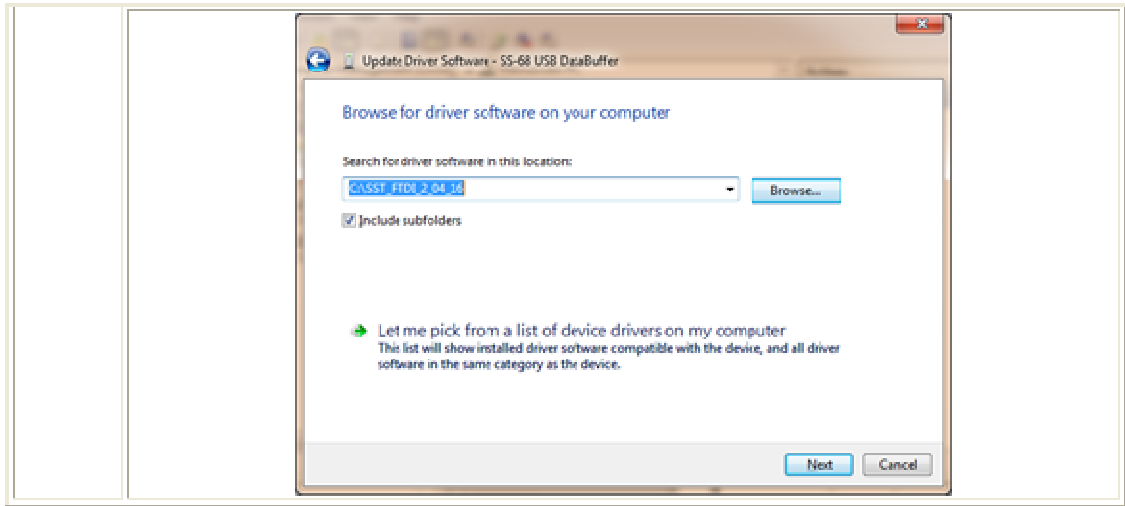 Update Driver Software - SS-68 USB DataBuffer
Browse for driver software on your computer
Search for driver software in this location:
C:\SST_FTDI_2_04_16
Browse...
Include subfolders
Let me pick from a list of device drivers on my computer
This list will show installed driver software compatible with the device, and all driver
software in the same category as the device.
Next
Cancel